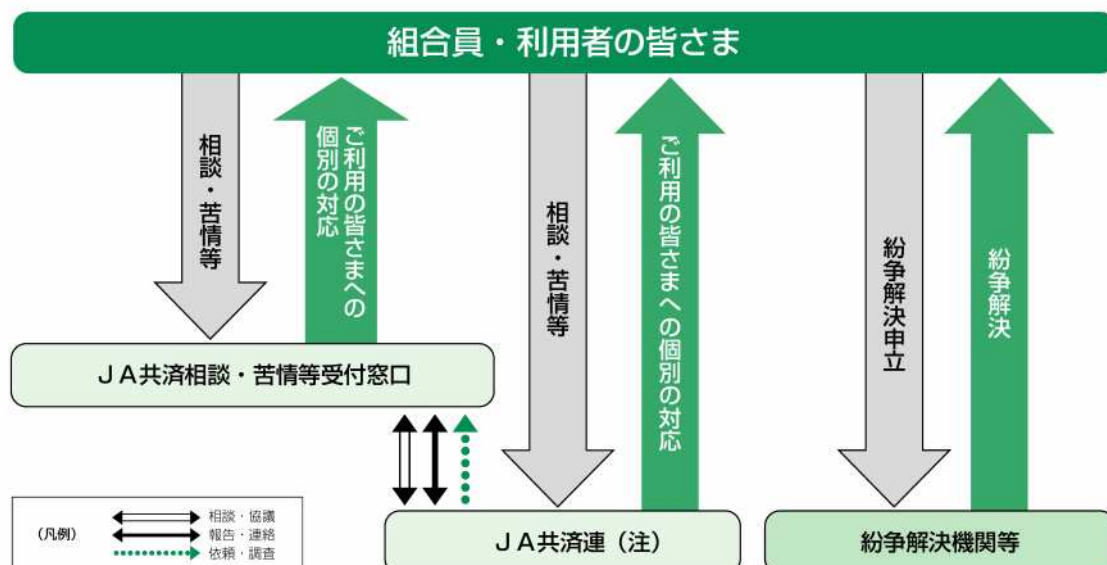 組合員・利用者の皆さま
相談・苦情等
ご利用の皆さまへの
個別の対応
相談・苦情等
ご利用の皆さまへの個別の対応
紛争解決申立
紛争解決
ＪＡ共済相談・苦情等受付窓口
（凡例）
相談・協議
報告・連絡
依頼・調査
ＪＡ共済連（注）
紛争解決機関等